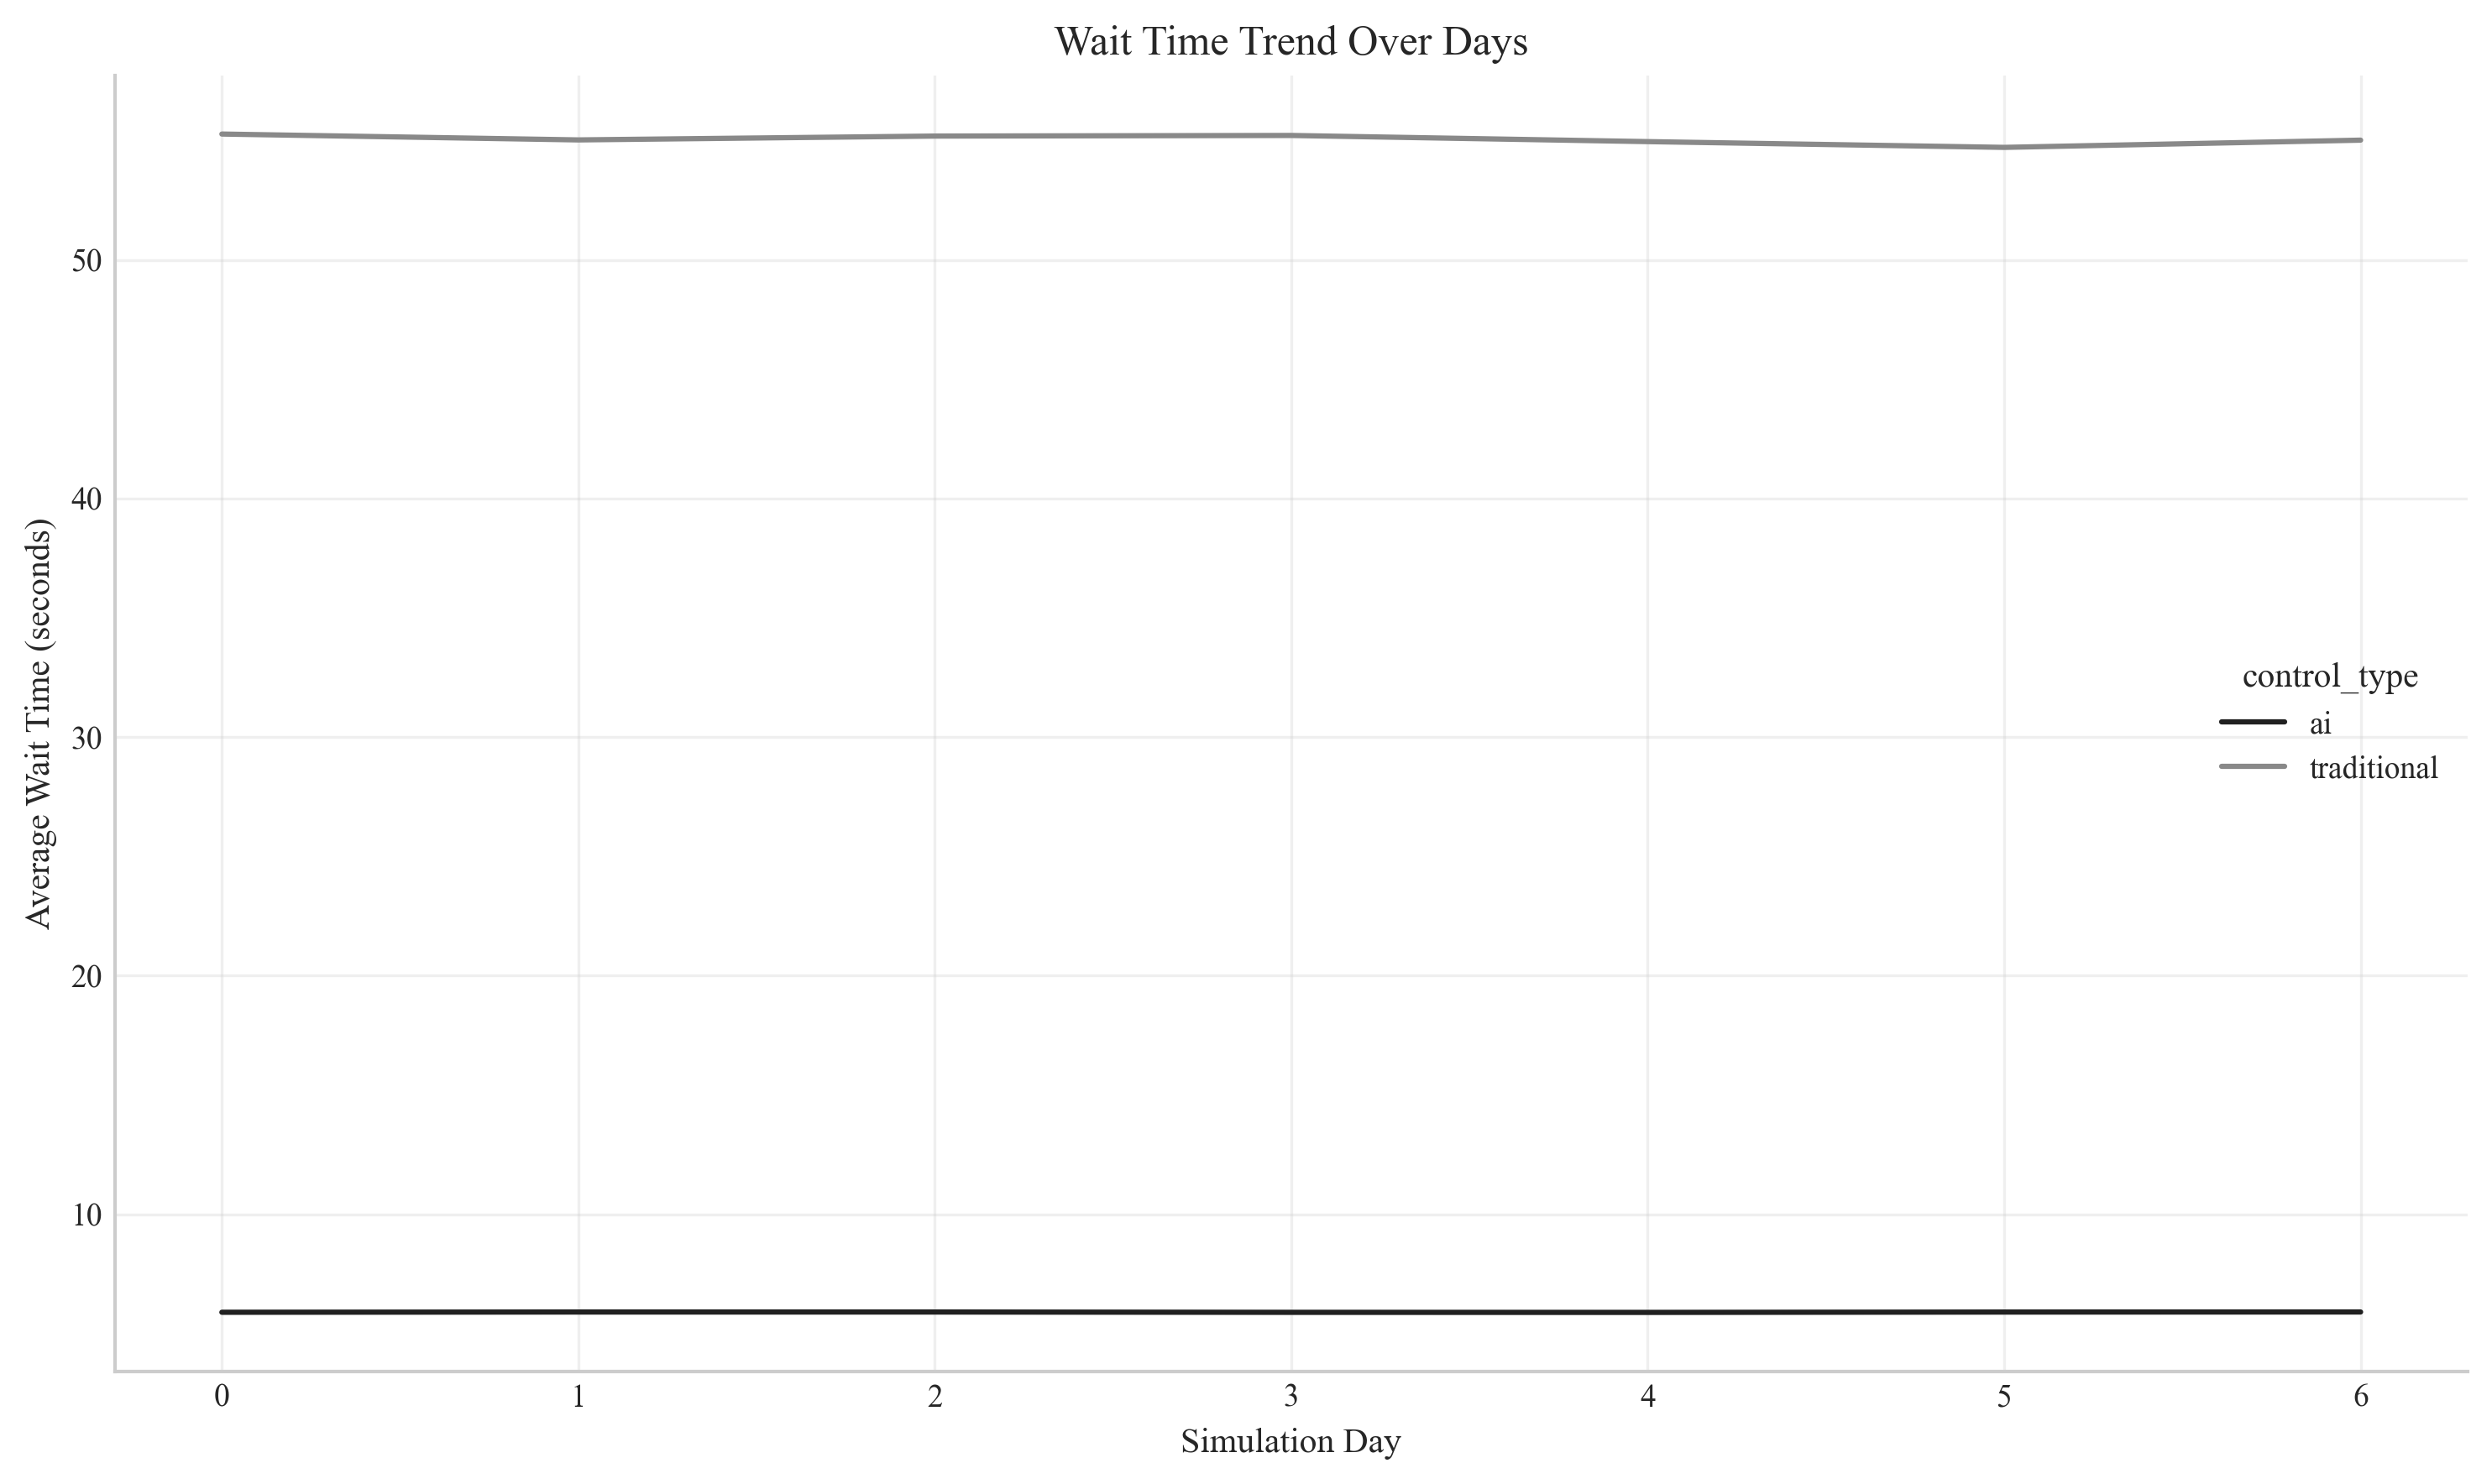 Wait Time Trend Over Days
Average Wait Time (seconds)
50
40
30
20
10
control_type
ai
traditional
0 1 2 3 4 5 6
Simulation Day